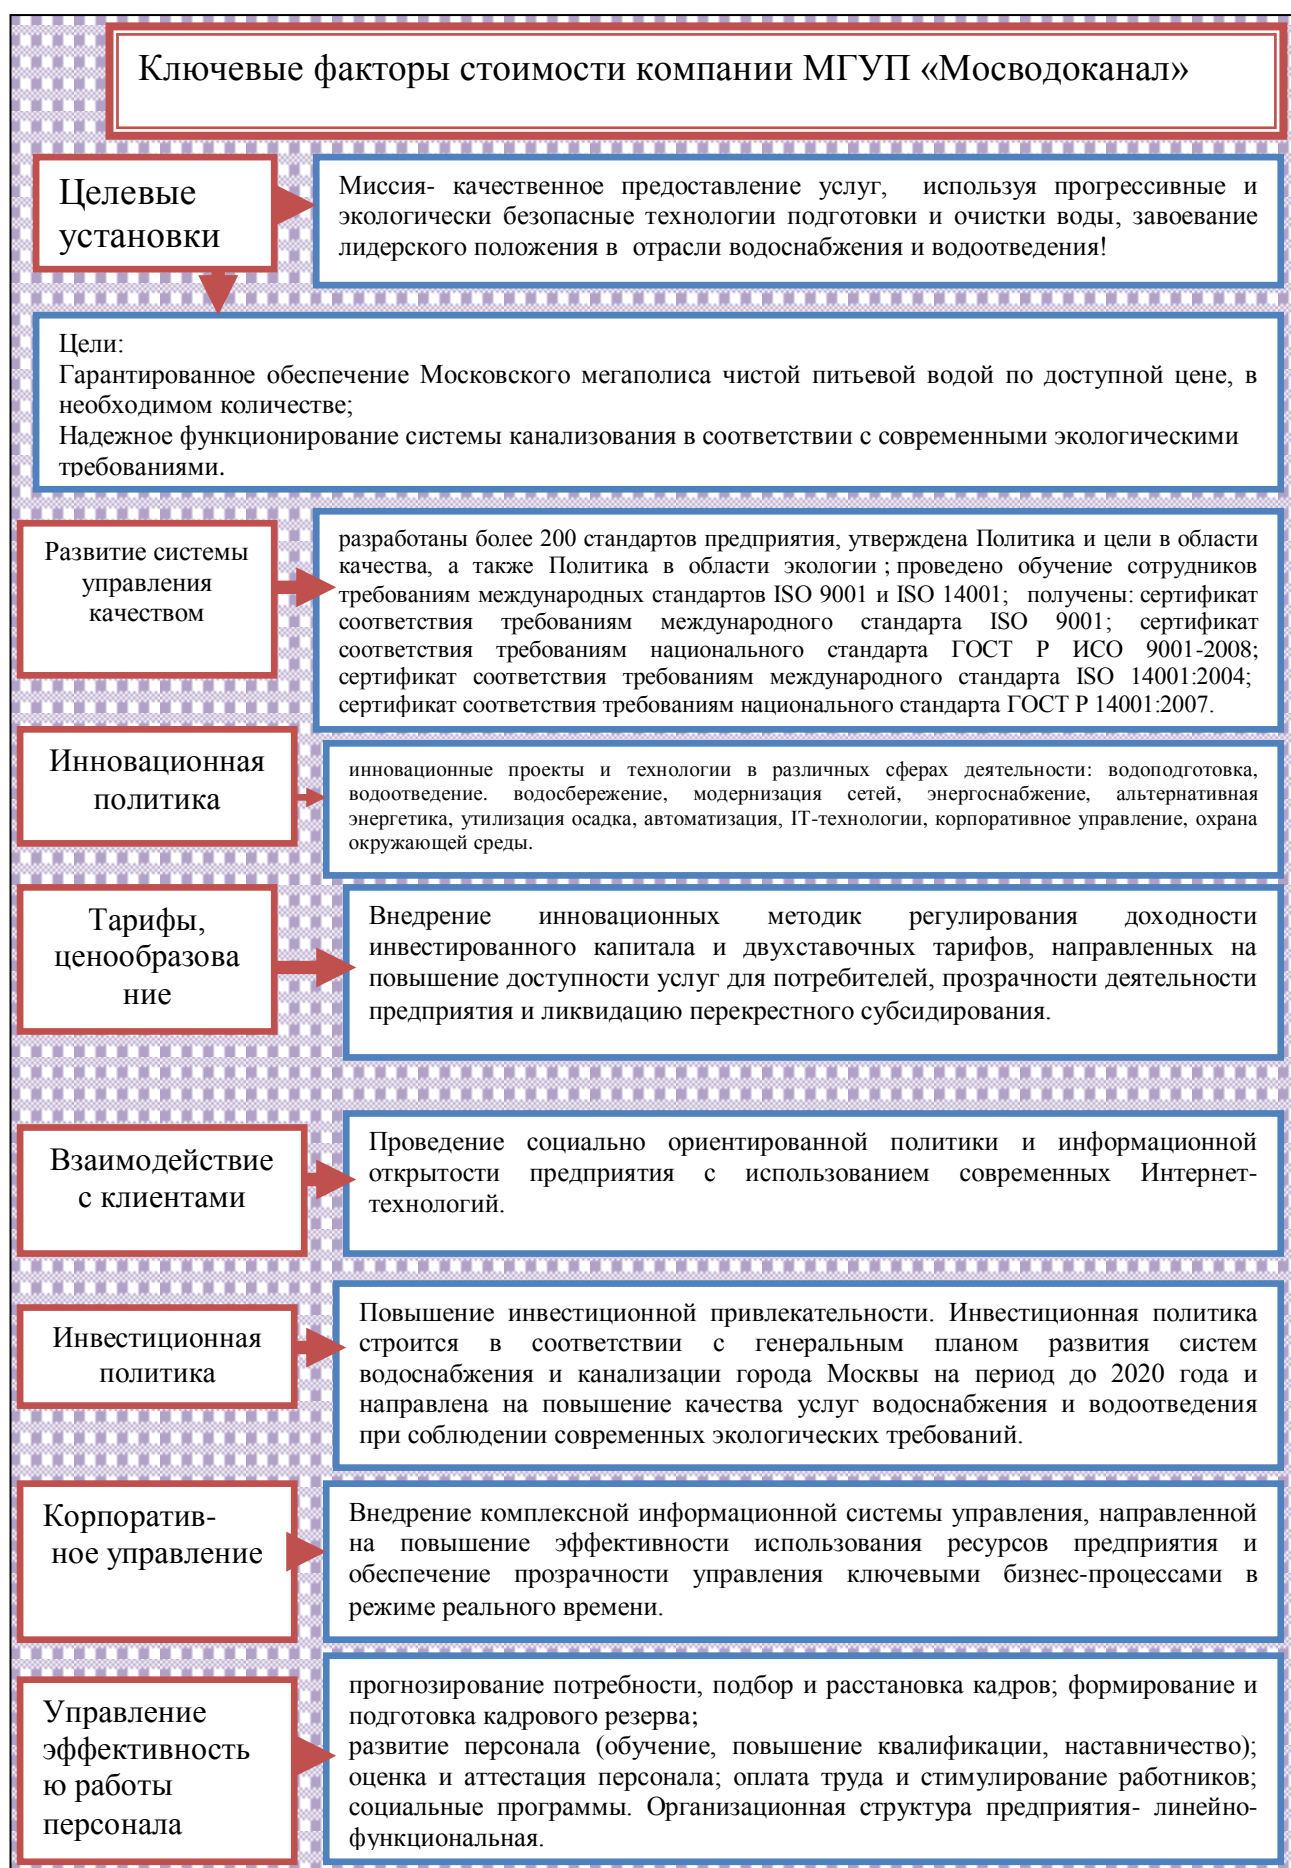 Ключевые факторы стоимости компании МГУП «Мосводоканал»
Целевые
установки
Миссия- качественное предоставление услуг, используя прогрессивные и
экологически безопасные технологии подготовки и очистки воды, завоевание
лидерского положения в отрасли водоснабжения и водоотведения!
Цели:
Гарантированное обеспечение Московского мегаполиса чистой питьевой водой по доступной цене, в
необходимом количестве;
Надежное функционирование системы канализования в соответствии с современными экологическими
требованиями.
Развитие системы
управления
качеством
разработаны более 200 стандартов предприятия, утверждена Политика и цели в области
качества, а также Политика в области экологии ; проведено обучение сотрудников
требованиям международных стандартов ISO 9001 и ISO 14001; получены: сертификат
соответствия требованиям международного стандарта ISO 9001; сертификат
соответствия требованиям национального стандарта ГОСТ Р ИСО 9001-2008;
сертификат соответствия требованиям международного стандарта ISO 14001:2004;
сертификат соответствия требованиям национального стандарта ГОСТ Р 14001:2007.
Инновационная
политика
инновационные проекты и технологии в различных сферах деятельности: водоподготовка,
водоотведение. водосбережение, модернизация сетей, энергоснабжение, альтернативная
энергетика, утилизация осадка, автоматизация, IT-технологии, корпоративное управление, охрана
окружающей среды.
Тарифы,
ценообразова
ние
Внедрение инновационных методик регулирования доходности
инвестированного капитала и двухставочных тарифов, направленных на
повышение доступности услуг для потребителей, прозрачности деятельности
предприятия и ликвидацию перекрестного субсидирования.
Взаимодействие
с клиентами
Проведение социально ориентированной политики и информационной
открытости предприятия с использованием современных Интернет-
технологий.
Инвестиционная
политика
Повышение инвестиционной привлекательности. Инвестиционная политика
строится в соответствии с генеральным планом развития систем
водоснабжения и канализации города Москвы на период до 2020 года и
направлена на повышение качества услуг водоснабжения и водоотведения
при соблюдении современных экологических требований.
Корпоратив-
ное управление
Внедрение комплексной информационной системы управления, направленной
на повышение эффективности использования ресурсов предприятия и
обеспечение прозрачности управления ключевыми бизнес-процессами в
режиме реального времени.
Управление
эффективность
ю работы
персонала
прогнозирование потребности, подбор и расстановка кадров; формирование и
подготовка кадрового резерва;
развитие персонала (обучение, повышение квалификации, наставничество);
оценка и аттестация персонала; оплата труда и стимулирование работников;
социальные программы. Организационная структура предприятия- линейно-
функциональная.